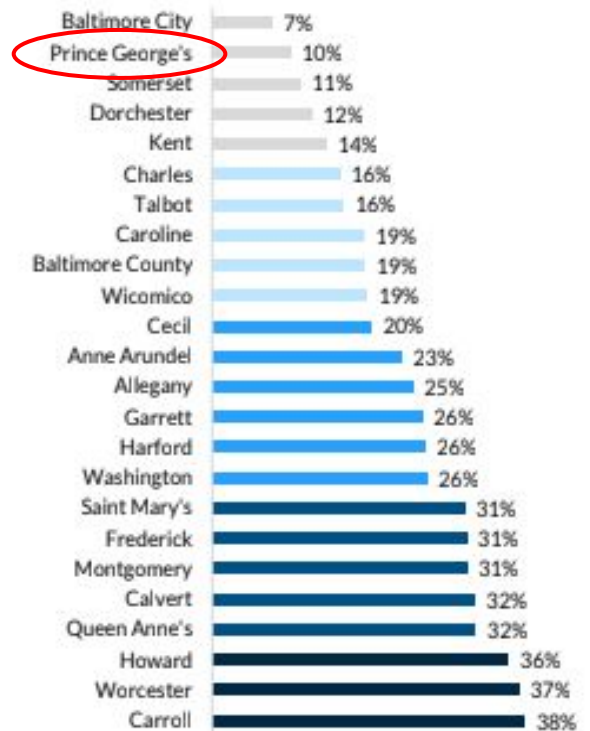 Baltimore City 7%
Prince George's 10%
Somerset 11%
Dorchester 12%
Kent 14%
Charles 16%
Talbot 16%
Caroline 19%
Baltimore County 19%
Wicomico 19%
Cecil 20%
Anne Arundel 23%
Allegany 25%
Garrett 26%
Harford 26%
Washington 26%
Saint Mary's 31%
Frederick 31%
Montgomery 31%
Calvert 32%
Queen Anne's 32%
Howard 36%
Worcester 37%
Carroll 38%